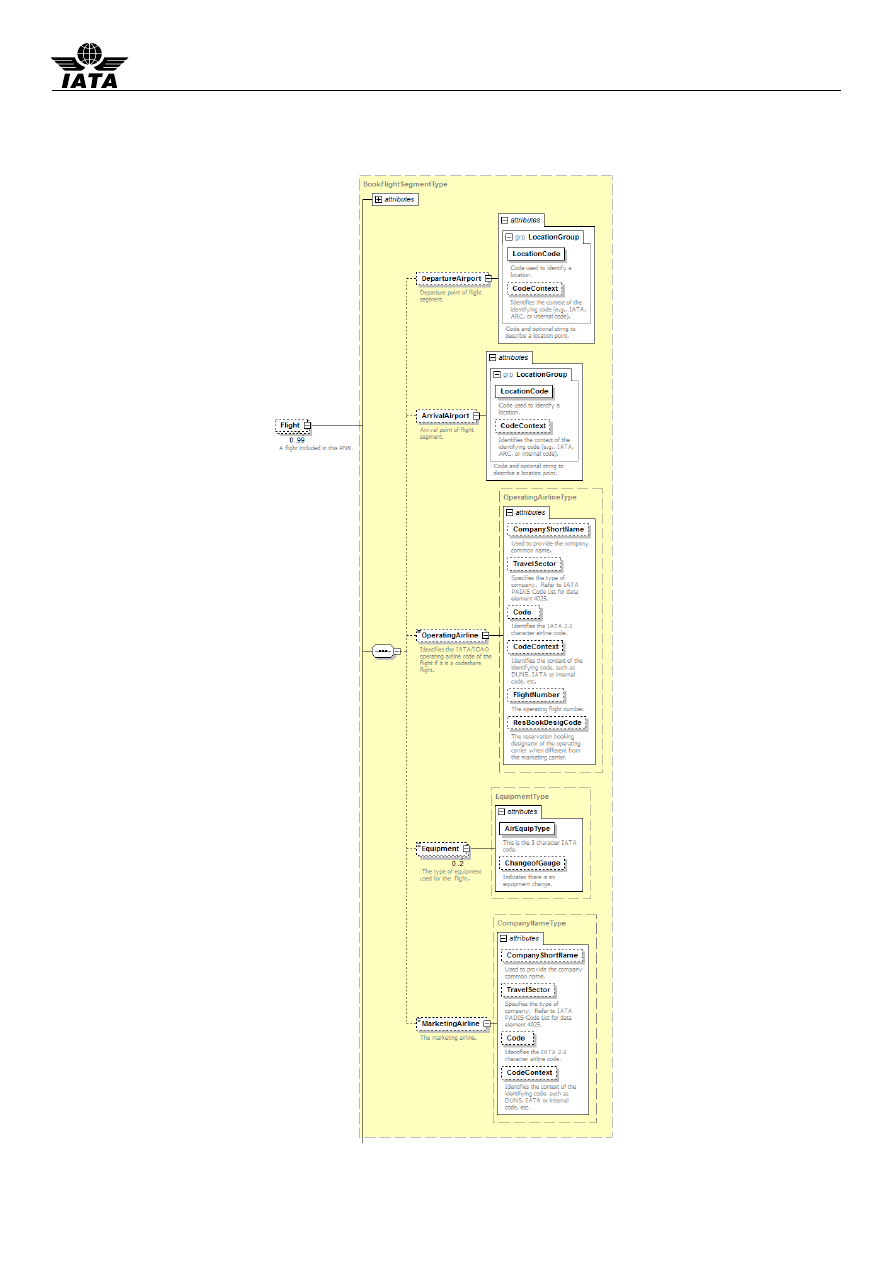 IATA
BookFlightSegmentType
attributes
attributes
grp LocationGroup
LocationCode
Code used to identify a
location.
CodeContext
Identifies the context of the
identifying code (e.g., IATA,
ARC, or internal code).
Code and optional string to
describe a location point.
DepartureAirport
Departure point of flight
segment.
attributes
grp LocationGroup
LocationCode
Code used to identify a
location.
CodeContext
Identifies the context of the
identifying code (e.g., IATA,
ARC, or internal code).
Code and optional string to
describe a location point.
ArrivalAirport
Arrival point of flight
segment.
Flight
0..99
A flight included in this PNR.
OperatingAirlineType
attributes
CompanyShortName
Used to provide the company
common name.
TravelSector
Specifies the type of
company. Refer to IATA
PADIS Code List for data
element 4025.
Code
Identifies the IATA 2-3
character airline code.
CodeContext
Identifies the context of the
identifying code, such as
DUNS, IATA or internal
code, etc.
FlightNumber
The operating flight number.
ResBookDesigCode
The reservation booking
designator of the operating
carrier when different from
the marketing carrier.
OperatingAirline
Identifies the IATA/ICAO
operating airline code of the
flight if it is a codeshare
flight.
EquipmentType
attributes
AirEquipType
This is the 3 character IATA
code.
ChangeofGauge
Indicates there is an
equipment change.
Equipment
0..2
The type of equipment
used for the flight.
CompanyNameType
attributes
CompanyShortName
Used to provide the company
common name.
TravelSector
Specifies the type of
company. Refer to IATA
PADIS Code List for data
element 4025.
Code
Identifies the IATA 2-3
character airline code.
CodeContext
Identifies the context of the
identifying code, such as
DUNS, IATA or internal
code, etc.
MarketingAirline
The marketing airline.